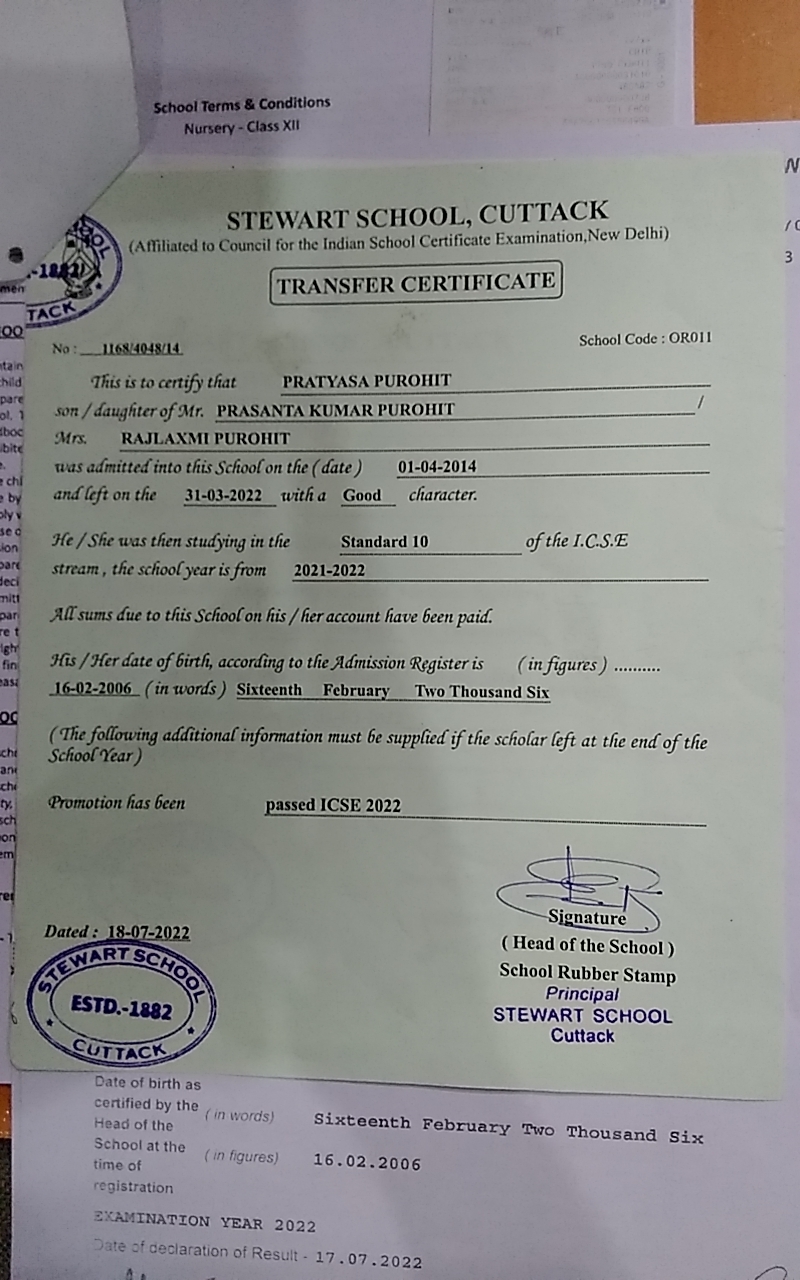 School Terms & Conditions
Nursery - Class XII
STEWART SCHOOL, CUTTACK
(Affiliated to Council for the Indian School Certificate Examination,New Delhi)
TRANSFER CERTIFICATE
-1882
TACK
No : 1168/4048/14
School Code : OR011
This is to certify that PRATYASA PUROHIT
son / daughter of Mr. PRASANTA KUMAR PUROHIT /
Mrs. RAJLAXMI PUROHIT
was admitted into this School on the ( date ) 01-04-2014
and left on the 31-03-2022 with a Good character.
He / She was then studying in the Standard 10 of the I.C.S.E
stream , the school year is from 2021-2022
All sums due to this School on his / her account have been paid.
His / Her date of birth, according to the Admission Register is ( in figures ) ..........
16-02-2006 ( in words ) Sixteenth February Two Thousand Six
( The following additional information must be supplied if the scholar left at the end of the
School Year )
Promotion has been passed ICSE 2022
Signature
Dated : 18-07-2022
( Head of the School )
School Rubber Stamp
Principal
STEWART SCHOOL
Cuttack
STEWART SCHOOL
ESTD.-1882
CUTTACK
Date of birth as
certified by the
Head of the
School at the
time of
registration
( in words) Sixteenth February Two Thousand Six
( in figures) 16.02.2006
EXAMINATION YEAR 2022
Date of declaration of Result - 17.07.2022